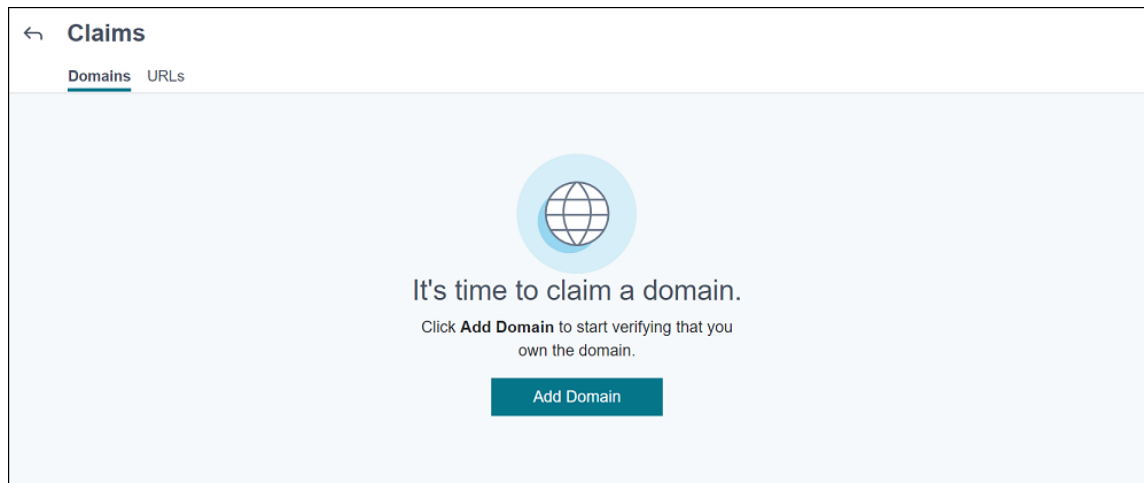 Claims
Domains URLs
It's time to claim a domain.
Click Add Domain to start verifying that you
own the domain.
Add Domain